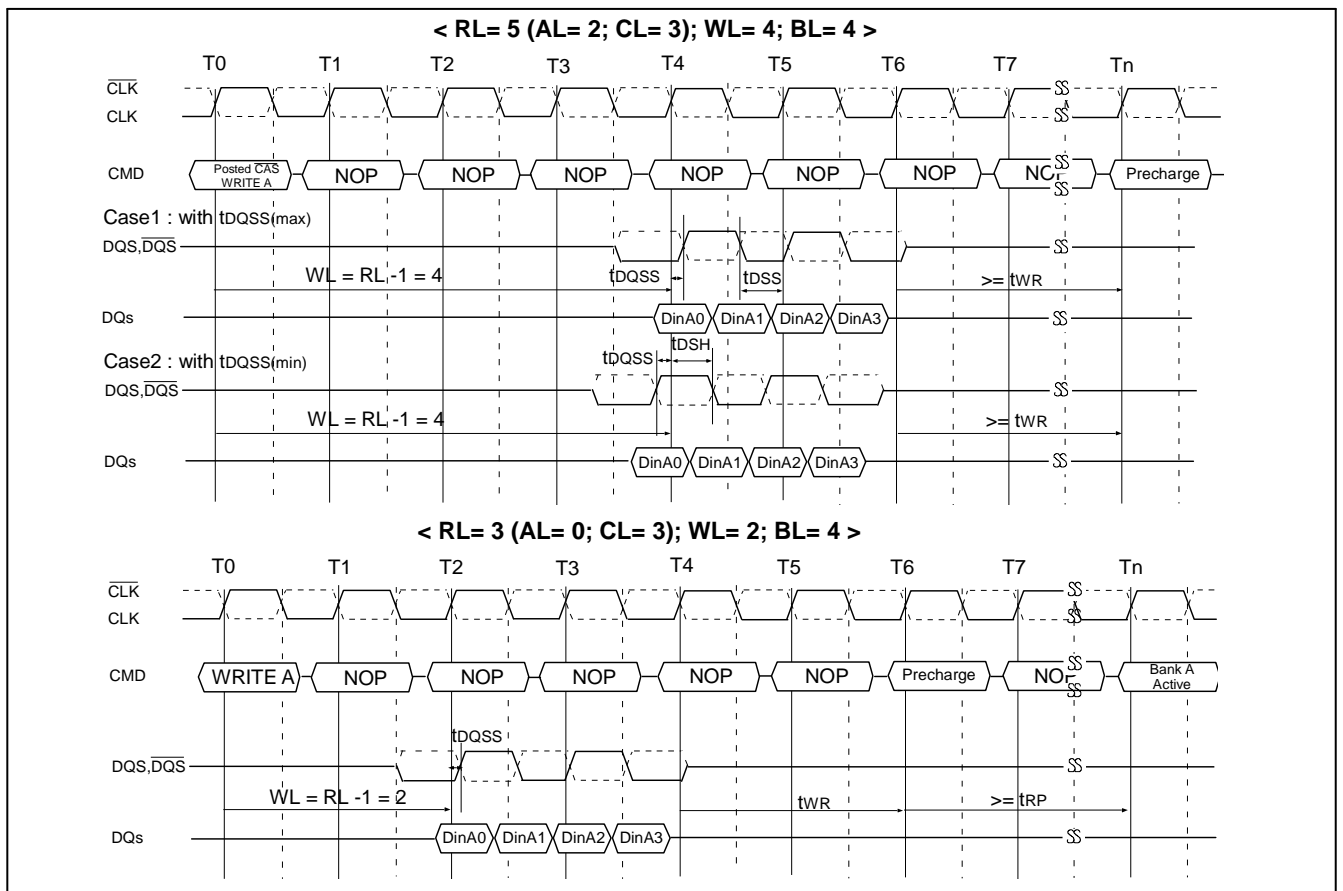 < RL= 5 (AL= 2; CL= 3); WL= 4; BL= 4 >
T0 T1 T2 T3 T4 T5 T6 T7 Tn
CLK
CLK
CMD Posted CAS WRITE A NOP NOP NOP NOP NOP NOP Precharge
Case1 : with tDQSS(max)
DQS,DQS
WL = RL -1 = 4 tDQSS tDSS >= tWR
DQs DinA0 DinA1 DinA2 DinA3
Case2 : with tDQSS(min) tDQSS tDSH
DQS,DQS
WL = RL -1 = 4 >= tWR
DQs DinA0 DinA1 DinA2 DinA3
< RL= 3 (AL= 0; CL= 3); WL= 2; BL= 4 >
T0 T1 T2 T3 T4 T5 T6 T7 Tn
CLK
CLK
CMD WRITE A NOP NOP NOP NOP NOP Precharge Bank A Active
tDQSS
DQS,DQS
WL = RL -1 = 2 tWR >= tRP
DQs DinA0 DinA1 DinA2 DinA3